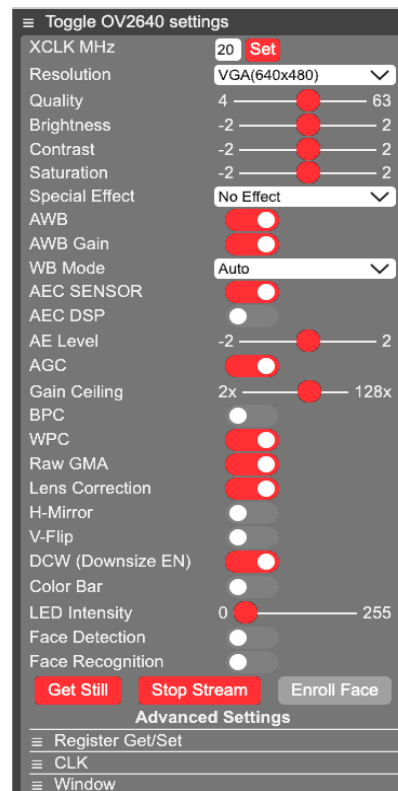 ≡ Toggle OV2640 settings
XCLK MHz 20 Set
Resolution VGA(640x480)
Quality 4 63
Brightness -2 2
Contrast -2 2
Saturation -2 2
Special Effect No Effect
AWB
AWB Gain
WB Mode Auto
AEC SENSOR
AEC DSP
AE Level -2 2
AGC
Gain Ceiling 2x 128x
BPC
WPC
Raw GMA
Lens Correction
H-Mirror
V-Flip
DCW (Downsize EN)
Color Bar
LED Intensity 0 255
Face Detection
Face Recognition
Get Still Stop Stream Enroll Face
Advanced Settings
≡ Register Get/Set
≡ CLK
≡ Window